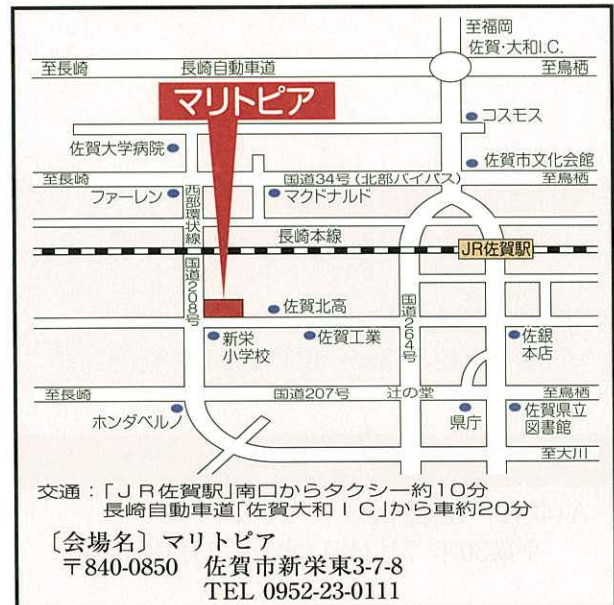 至福岡
佐賀・大和I.C.
至長崎
長崎自動車道
至鳥栖
マリトピア
コスモス
佐賀大学病院
佐賀市文化会館
至長崎
国道34号(北部バイパス)
至鳥栖
ファーレン
西部環状線
マクドナルド
長崎本線
JR佐賀駅
国道208号
佐賀北高
国道264号
新栄
小学校
佐賀工業
佐銀
本店
至長崎
国道207号
辻の堂
至鳥栖
ホンダベルノ
県庁
佐賀県立
図書館
至大川
交通:「JR佐賀駅」南口からタクシー約10分
長崎自動車道「佐賀大和IC」から車約20分
〔会場名〕マリトピア
〒840-0850 佐賀市新栄東3-7-8
TEL 0952-23-0111